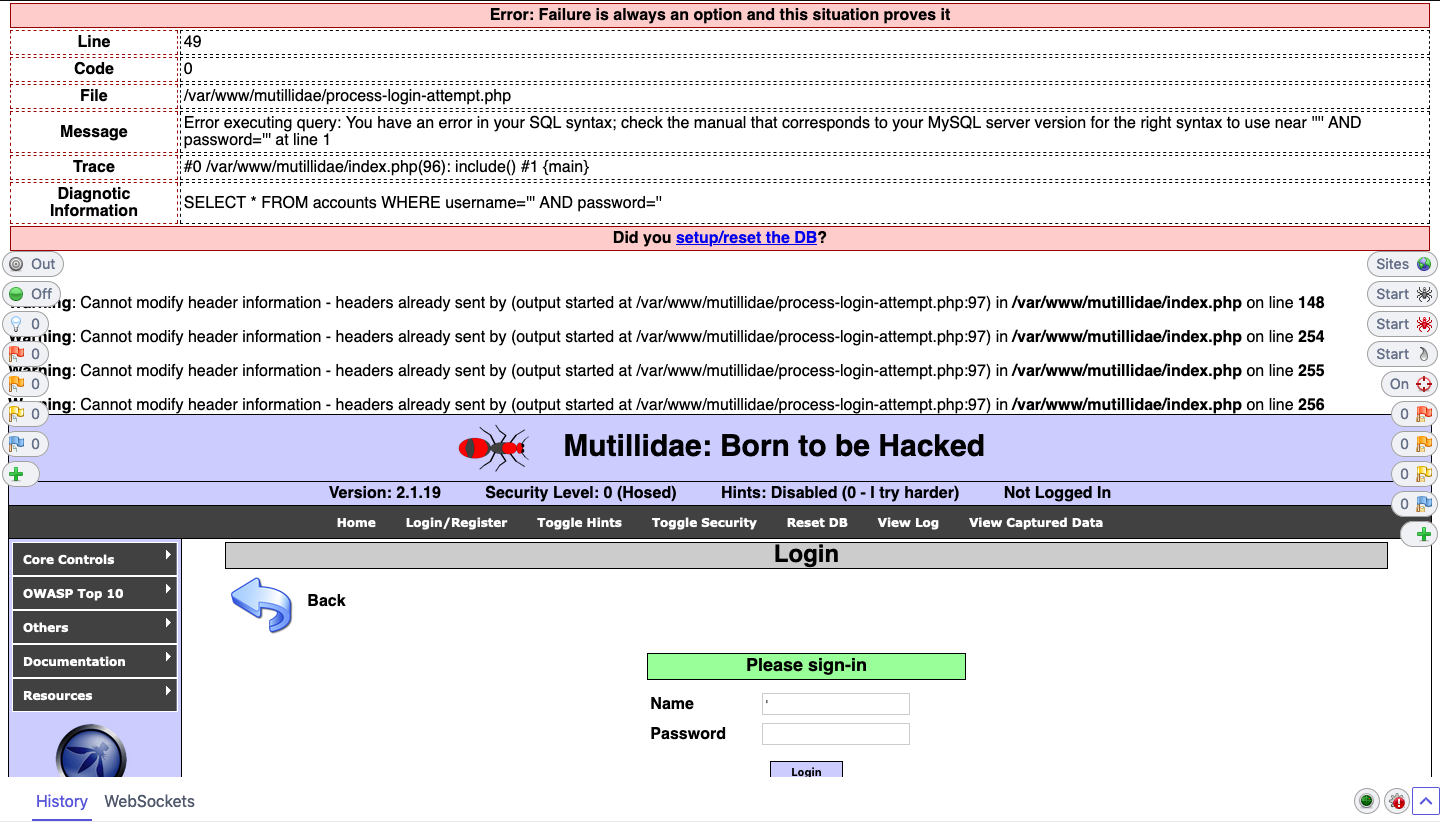 Error: Failure is always an option and this situation proves it
Line 49
Code 0
File /var/www/mutillidae/process-login-attempt.php
Message Error executing query: You have an error in your SQL syntax; check the manual that corresponds to your MySQL server version for the right syntax to use near '''' AND
password=''' at line 1
Trace #0 /var/www/mutillidae/index.php(96): include() #1 {main}
Diagnotic
Information SELECT * FROM accounts WHERE username=''' AND password=''
Did you setup/reset the DB?
Out
Sites
Off
Start
Warning: Cannot modify header information - headers already sent by (output started at /var/www/mutillidae/process-login-attempt.php:97) in /var/www/mutillidae/index.php on line 148
0
Start
Warning: Cannot modify header information - headers already sent by (output started at /var/www/mutillidae/process-login-attempt.php:97) in /var/www/mutillidae/index.php on line 254
0
Start
Warning: Cannot modify header information - headers already sent by (output started at /var/www/mutillidae/process-login-attempt.php:97) in /var/www/mutillidae/index.php on line 255
0
On
Warning: Cannot modify header information - headers already sent by (output started at /var/www/mutillidae/process-login-attempt.php:97) in /var/www/mutillidae/index.php on line 256
0
0
0
0
Mutillidae: Born to be Hacked
0
0
Version: 2.1.19 Security Level: 0 (Hosed) Hints: Disabled (0 - I try harder) Not Logged In
Home Login/Register Toggle Hints Toggle Security Reset DB View Log View Captured Data
Core Controls
OWASP Top 10
Others
Documentation
Resources
Login
Back
Please sign-in
Name '
Password
Login
History WebSockets